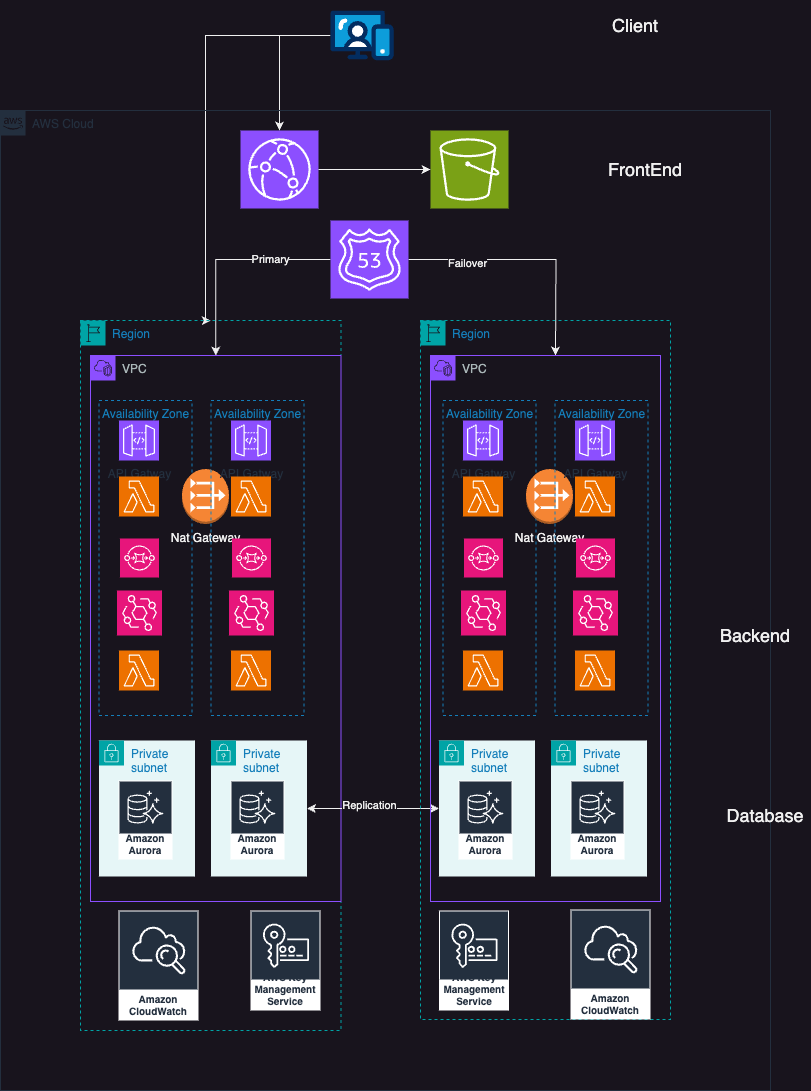 Client
aws
AWS Cloud
FrontEnd
53
Primary
Failover
Region
Region
VPC
VPC
Availability Zone
Availability Zone
Availability Zone
Availability Zone
API Gatway
API Gatway
API Gatway
API Gatway
Nat Gateway
Nat Gateway
Backend
Private
subnet
Private
subnet
Private
subnet
Private
subnet
Amazon
Aurora
Amazon
Aurora
Replication
Amazon
Aurora
Amazon
Aurora
Database
Amazon
CloudWatch
AWS Key
Management
Service
AWS Key
Management
Service
Amazon
CloudWatch